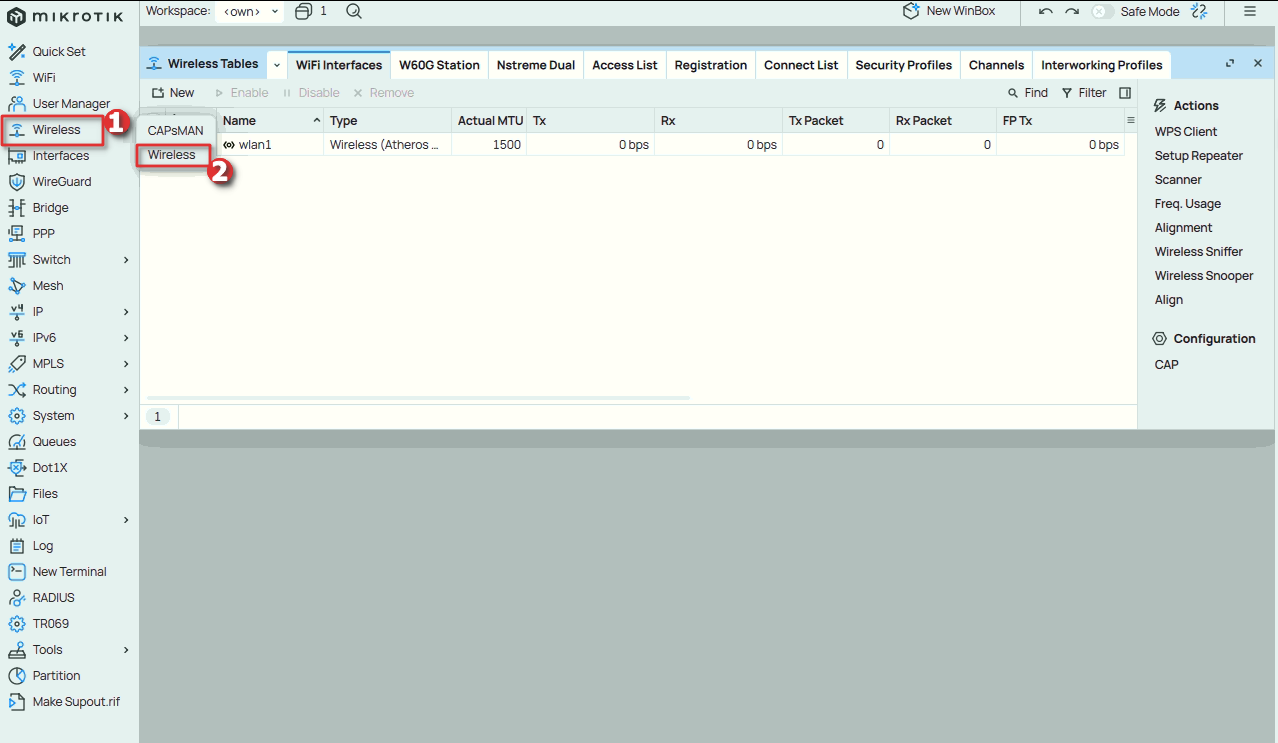 mikrotik
Workspace: <own> 1 New WinBox Safe Mode
Quick Set
WiFi
User Manager
Wireless
1
Interfaces
WireGuard
Bridge
PPP
Switch
Mesh
IP
IPv6
MPLS
Routing
System
Queues
Dot1X
Files
IoT
Log
New Terminal
RADIUS
TR069
Tools
Partition
Make Supout.rif
CAPsMAN
Wireless
2
Wireless Tables WiFi Interfaces W60G Station Nstreme Dual Access List Registration Connect List Security Profiles Channels Interworking Profiles
New Enable Disable Remove Find Filter
Name Type Actual MTU Tx Rx Tx Packet Rx Packet FP Tx
wlan1 Wireless (Atheros ... 1500 0 bps 0 bps 0 0 0 bps
1
Actions
WPS Client
Setup Repeater
Scanner
Freq. Usage
Alignment
Wireless Sniffer
Wireless Snooper
Align
Configuration
CAP